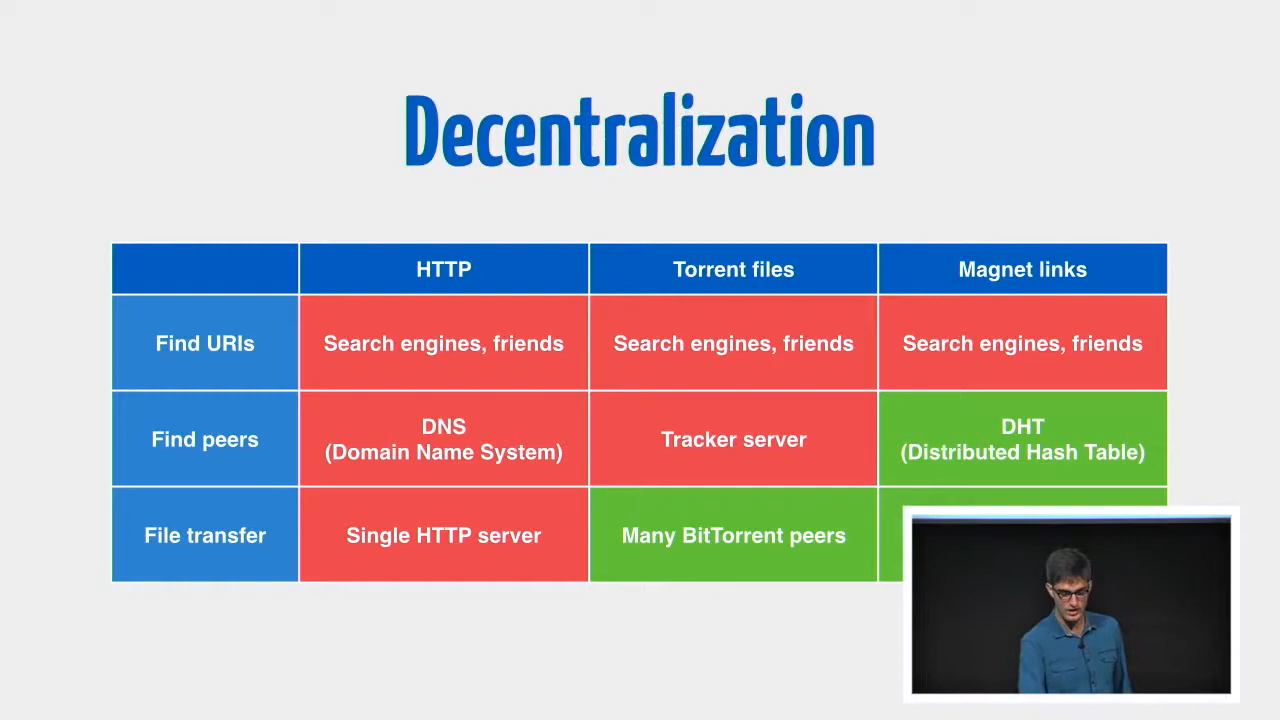 Decentralization
HTTP
Torrent files
Magnet links
Find URIs
Search engines, friends
Search engines, friends
Search engines, friends
Find peers
DNS
(Domain Name System)
Tracker server
DHT
(Distributed Hash Table)
File transfer
Single HTTP server
Many BitTorrent peers